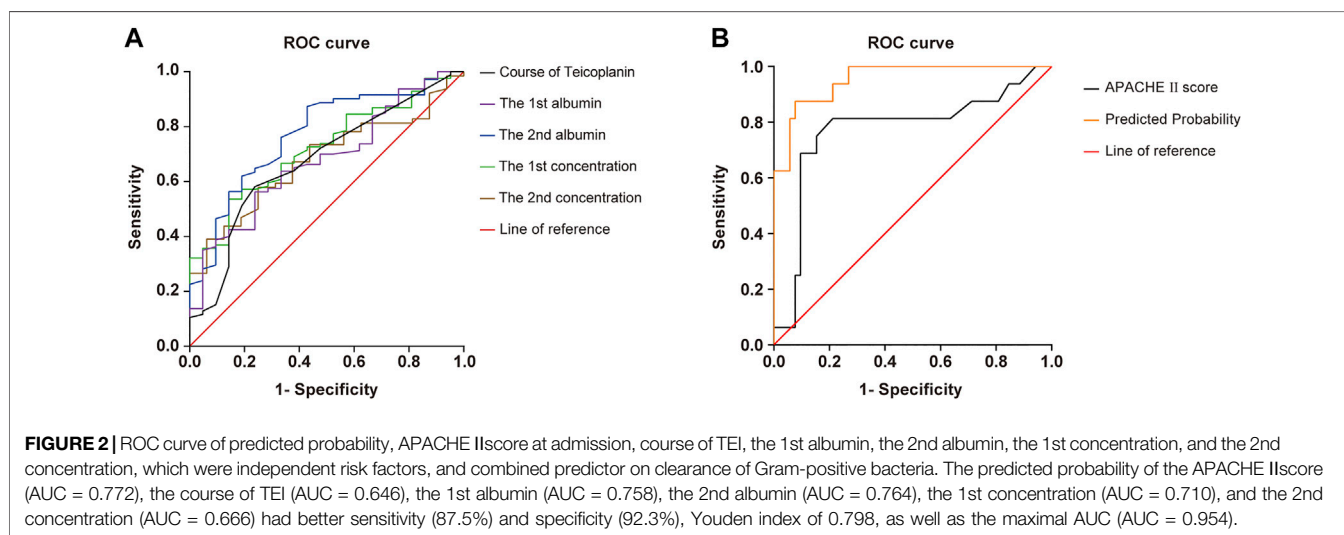 A
ROC curve
1.0
0.8
0.6
0.4
0.2
0.0
Sensitivity
0.0 0.2 0.4 0.6 0.8 1.0
1- Specificity
Course of Teicoplanin
The 1st albumin
The 2nd albumin
The 1st concentration
The 2nd concentration
Line of reference
B
ROC curve
1.0
0.8
0.6
0.4
0.2
0.0
Sensitivity
0.0 0.2 0.4 0.6 0.8 1.0
1- Specificity
APACHE II score
Predicted Probability
Line of reference
FIGURE 2 | ROC curve of predicted probability, APACHE IIscore at admission, course of TEI, the 1st albumin, the 2nd albumin, the 1st concentration, and the 2nd
concentration, which were independent risk factors, and combined predictor on clearance of Gram-positive bacteria. The predicted probability of the APACHE IIscore
(AUC = 0.772), the course of TEI (AUC = 0.646), the 1st albumin (AUC = 0.758), the 2nd albumin (AUC = 0.764), the 1st concentration (AUC = 0.710), and the 2nd
concentration (AUC = 0.666) had better sensitivity (87.5%) and specificity (92.3%), Youden index of 0.798, as well as the maximal AUC (AUC = 0.954).